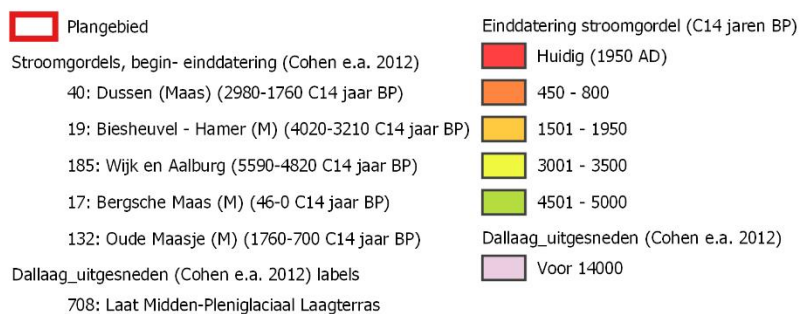 Plangebied
Stroomgordels, begin- einddatering (Cohen e.a. 2012)
40: Dussen (Maas) (2980-1760 C14 jaar BP)
19: Biesheuvel - Hamer (M) (4020-3210 C14 jaar BP)
185: Wijk en Aalburg (5590-4820 C14 jaar BP)
17: Bergsche Maas (M) (46-0 C14 jaar BP)
132: Oude Maasje (M) (1760-700 C14 jaar BP)
Dallaag_uitgesneden (Cohen e.a. 2012) labels
708: Laat Midden-Pleniglaciaal Laagterras
Einddatering stroomgordel (C14 jaren BP)
Huidig (1950 AD)
450 - 800
1501 - 1950
3001 - 3500
4501 - 5000
Dallaag_uitgesneden (Cohen e.a. 2012)
Voor 14000